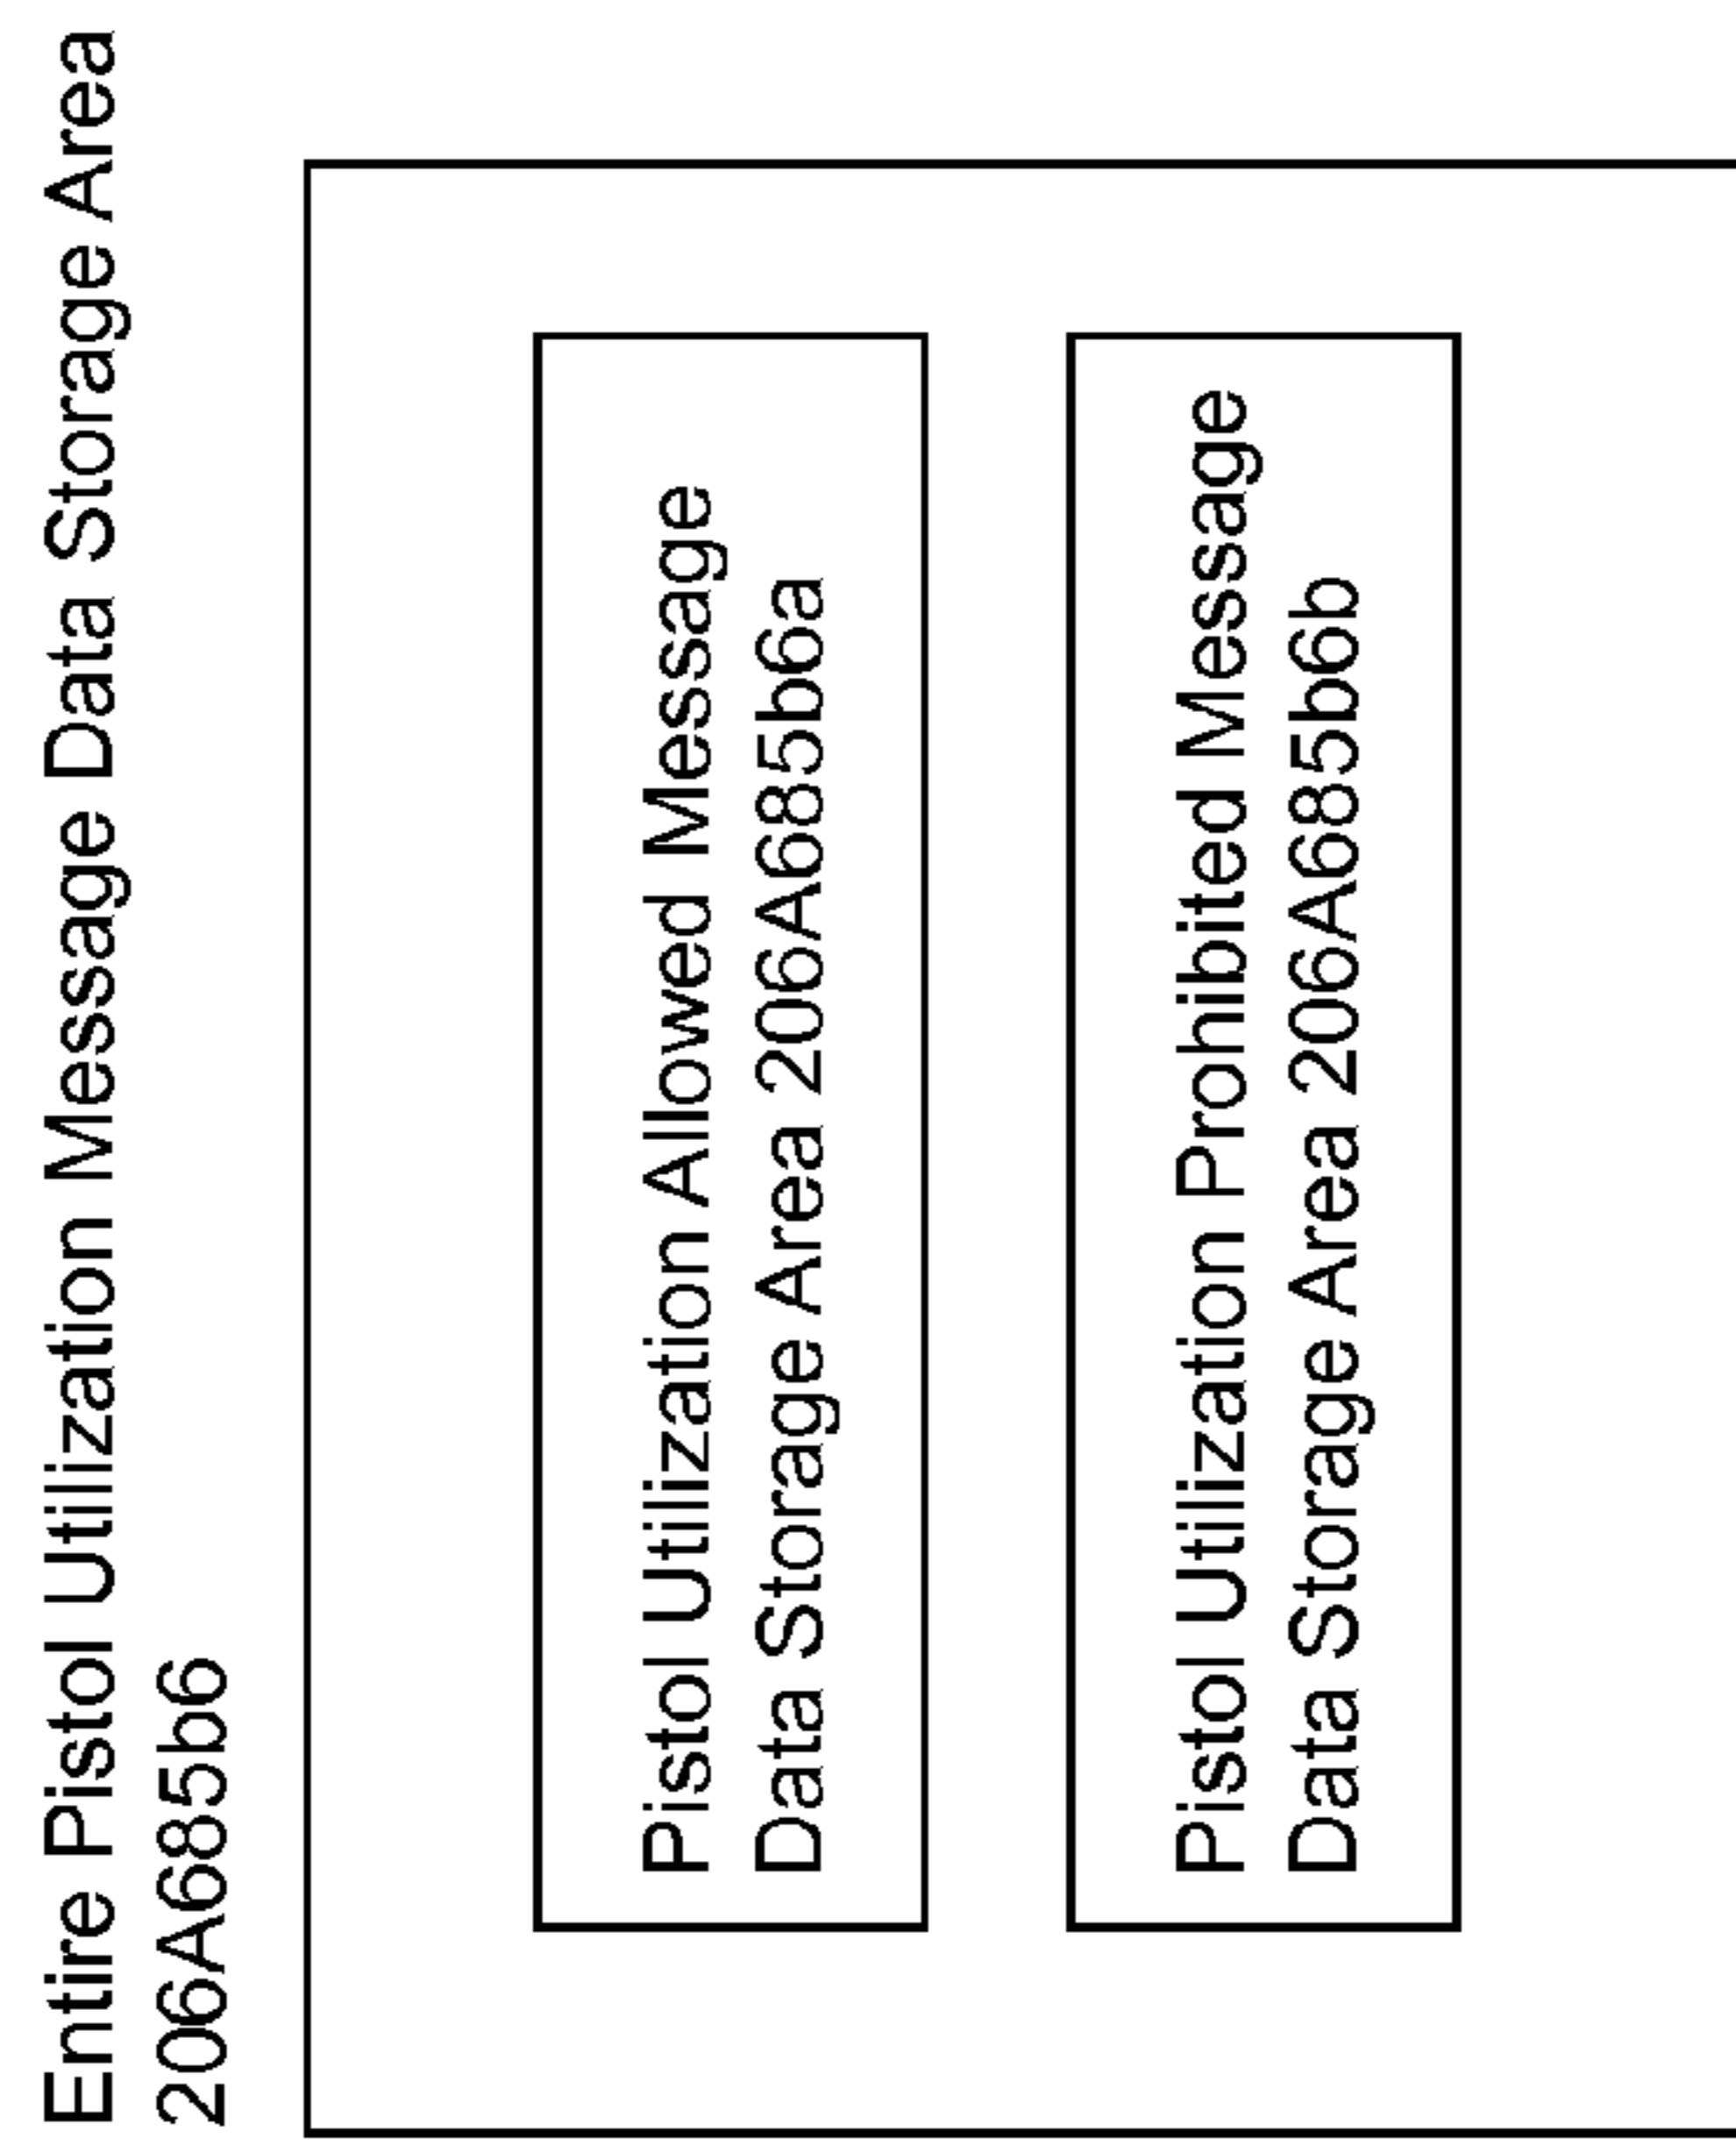 Entire Pistol Utilization Message Data Storage Area
206A685b6
Pistol Utilization Allowed Message
Data Storage Area 206A685b6a
Pistol Utilization Prohibited Message
Data Storage Area 206A685b6b